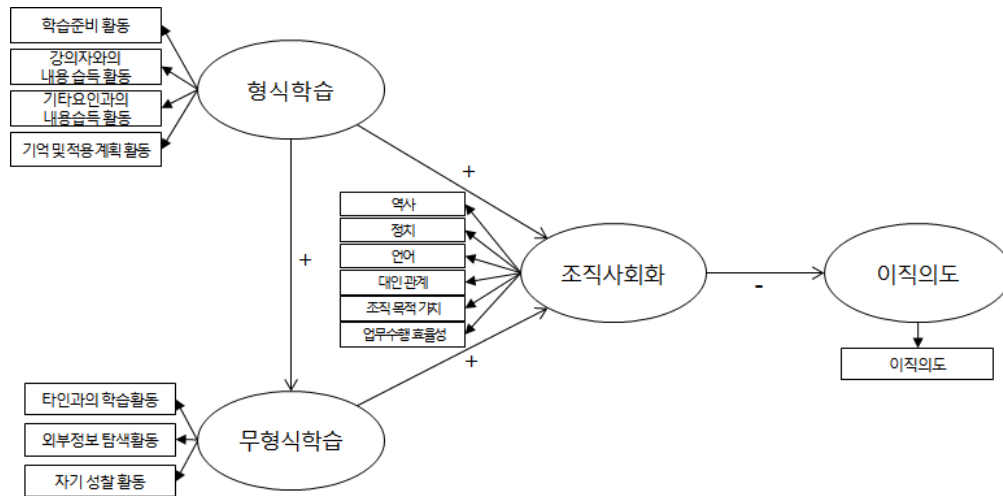 학습준비 활동
강의자와의
내용 습득 활동
기타요인과의
내용습득 활동
기억 및 적용 계획 활동
형식학습
+
+
역사
정치
언어
대인 관계
조직 목적 가치
업무수행 효율성
조직사회화
-
이직의도
이직의도
+
타인과의 학습활동
외부정보 탐색활동
자기 성찰 활동
무형식학습